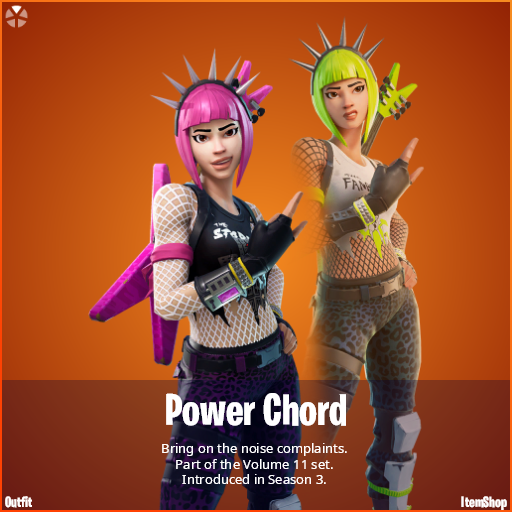 FAN
Power Chord
Bring on the noise complaints.
Part of the Volume 11 set.
Introduced in Season 3.
Outfit
ItemShop